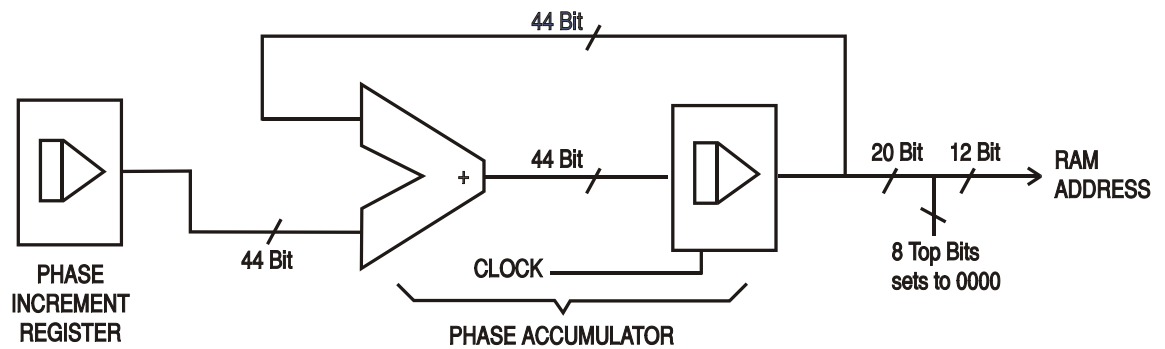 44 Bit
+
44 Bit
20 Bit
12 Bit
RAM
ADDRESS
44 Bit
8 Top Bits
sets to 0000
CLOCK
PHASE
INCREMENT
REGISTER
PHASE ACCUMULATOR